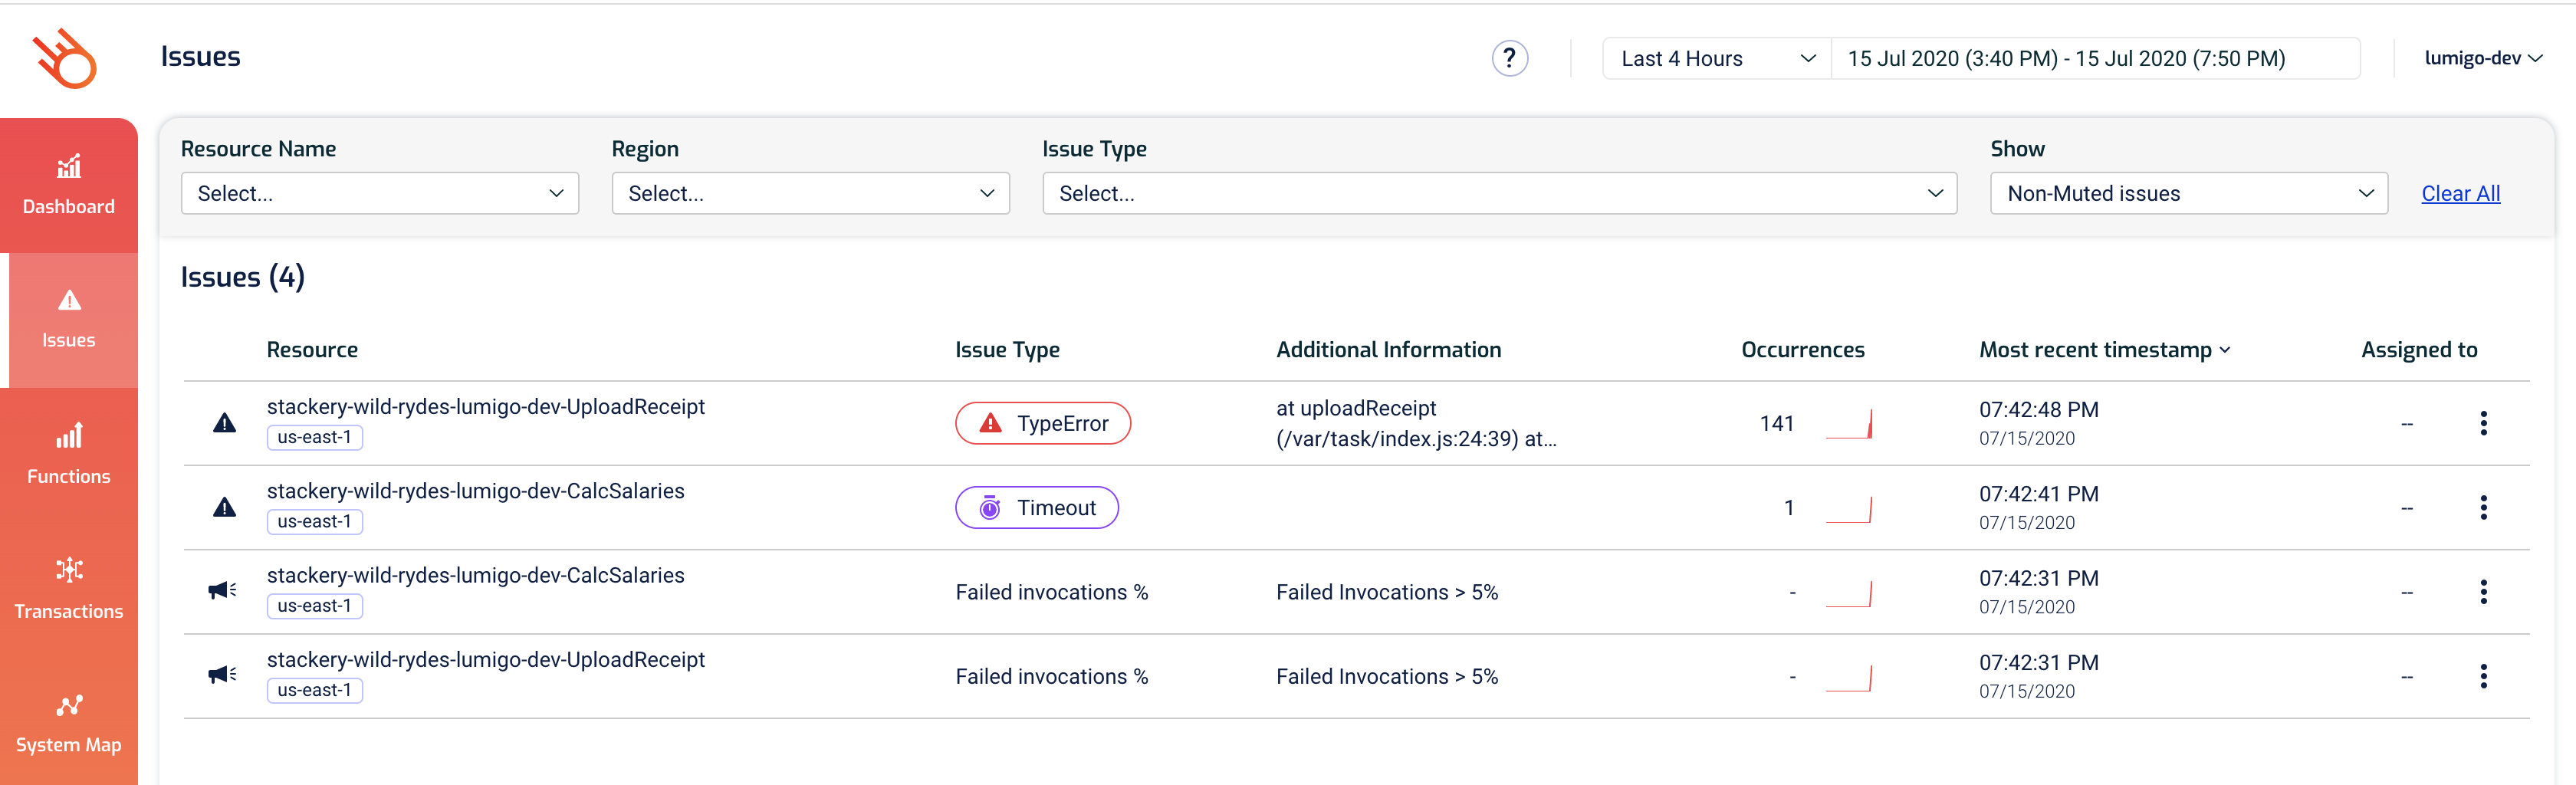 Issues
?
Last 4 Hours
15 Jul 2020 (3:40 PM) - 15 Jul 2020 (7:50 PM)
lumigo-dev
Dashboard
Issues
Functions
Transactions
System Map
Resource Name
Region
Issue Type
Show
Select...
Select...
Select...
Non-Muted issues
Clear All
Issues (4)
Resource
Issue Type
Additional Information
Occurrences
Most recent timestamp
Assigned to
stackery-wild-rydes-lumigo-dev-UploadReceipt
us-east-1
TypeError
at uploadReceipt
(/var/task/index.js:24:39) at...
141
07:42:48 PM
07/15/2020
--
stackery-wild-rydes-lumigo-dev-CalcSalaries
us-east-1
Timeout
1
07:42:41 PM
07/15/2020
--
stackery-wild-rydes-lumigo-dev-CalcSalaries
us-east-1
Failed invocations %
Failed Invocations > 5%
-
07:42:31 PM
07/15/2020
--
stackery-wild-rydes-lumigo-dev-UploadReceipt
us-east-1
Failed invocations %
Failed Invocations > 5%
-
07:42:31 PM
07/15/2020
--